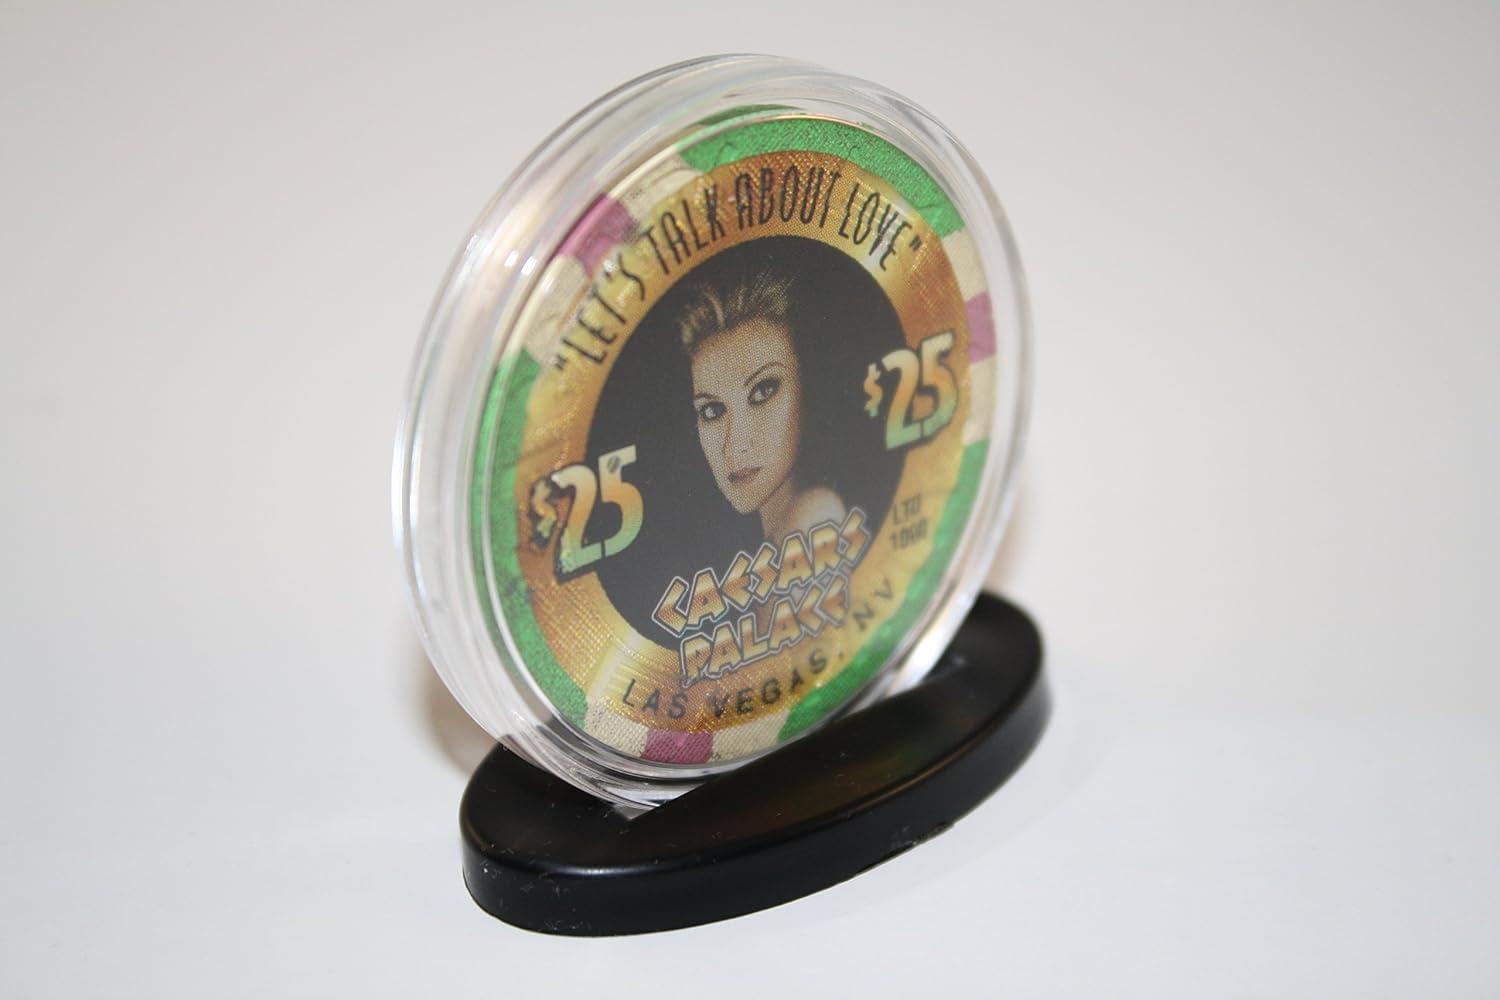 "LET'S TALK ABOUT LOVE"
$25
$25
LTD
1000
CAESARS
PALACE
LAS VEGAS, NV